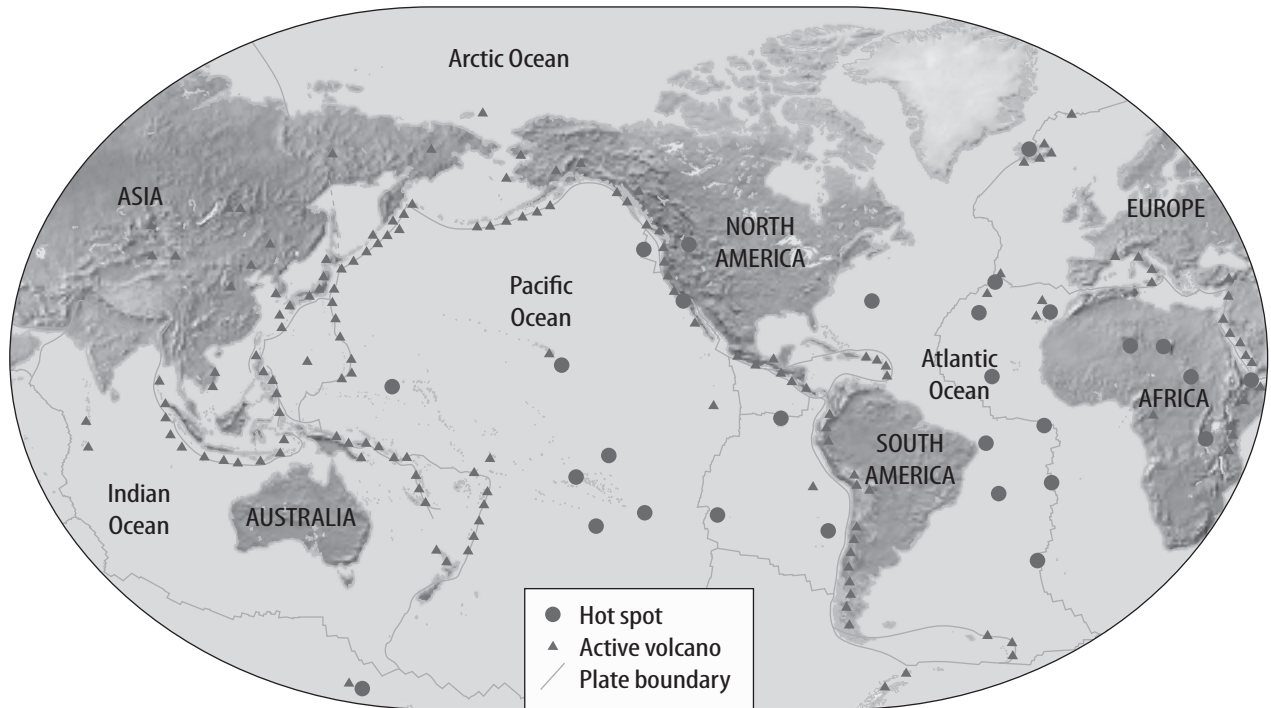 Arctic Ocean
ASIA
NORTH
AMERICA
EUROPE
Pacific
Ocean
Atlantic
Ocean
AFRICA
SOUTH
AMERICA
Indian
Ocean
AUSTRALIA
Hot spot
Active volcano
Plate boundary